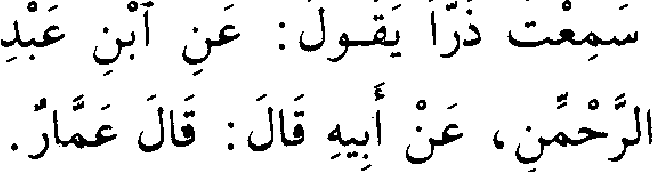 سَمِعْتُ ذَرًّا يَقُولُ: عَنِ ٱبْنِ عَبْدِ
الرَّحْمَٰنِ، عَنْ أَبِيهِ قَالَ: قَالَ عَمَّارٌ.